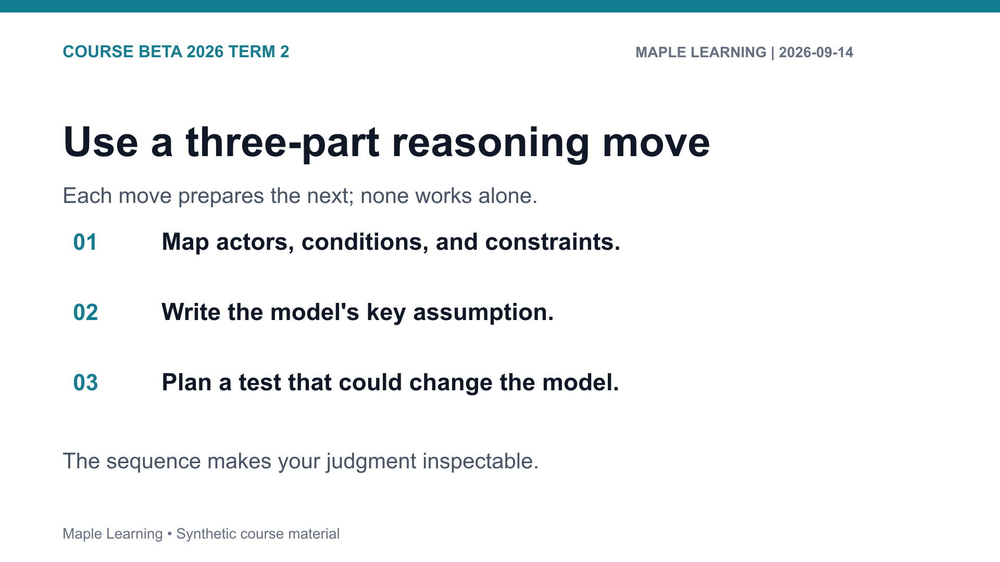 COURSE BETA 2026 TERM 2
MAPLE LEARNING | 2026-09-14
Use a three-part reasoning move
Each move prepares the next; none works alone.
01 Map actors, conditions, and constraints.
02 Write the model's key assumption.
03 Plan a test that could change the model.
The sequence makes your judgment inspectable.
Maple Learning • Synthetic course material